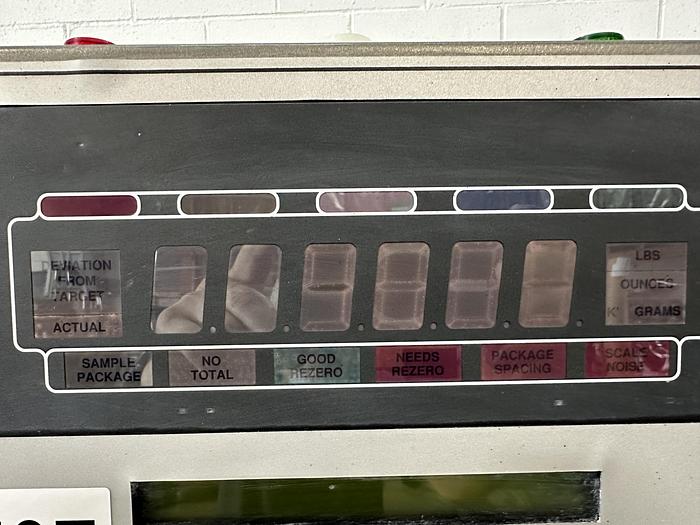 DEVIATION
FROM
TARGET
ACTUAL
LBS
OUNCES
K' GRAMS
SAMPLE
PACKAGE
NO
TOTAL
GOOD
REZERO
NEEDS
REZERO
PACKAGE
SPACING
SCALE
NOISE